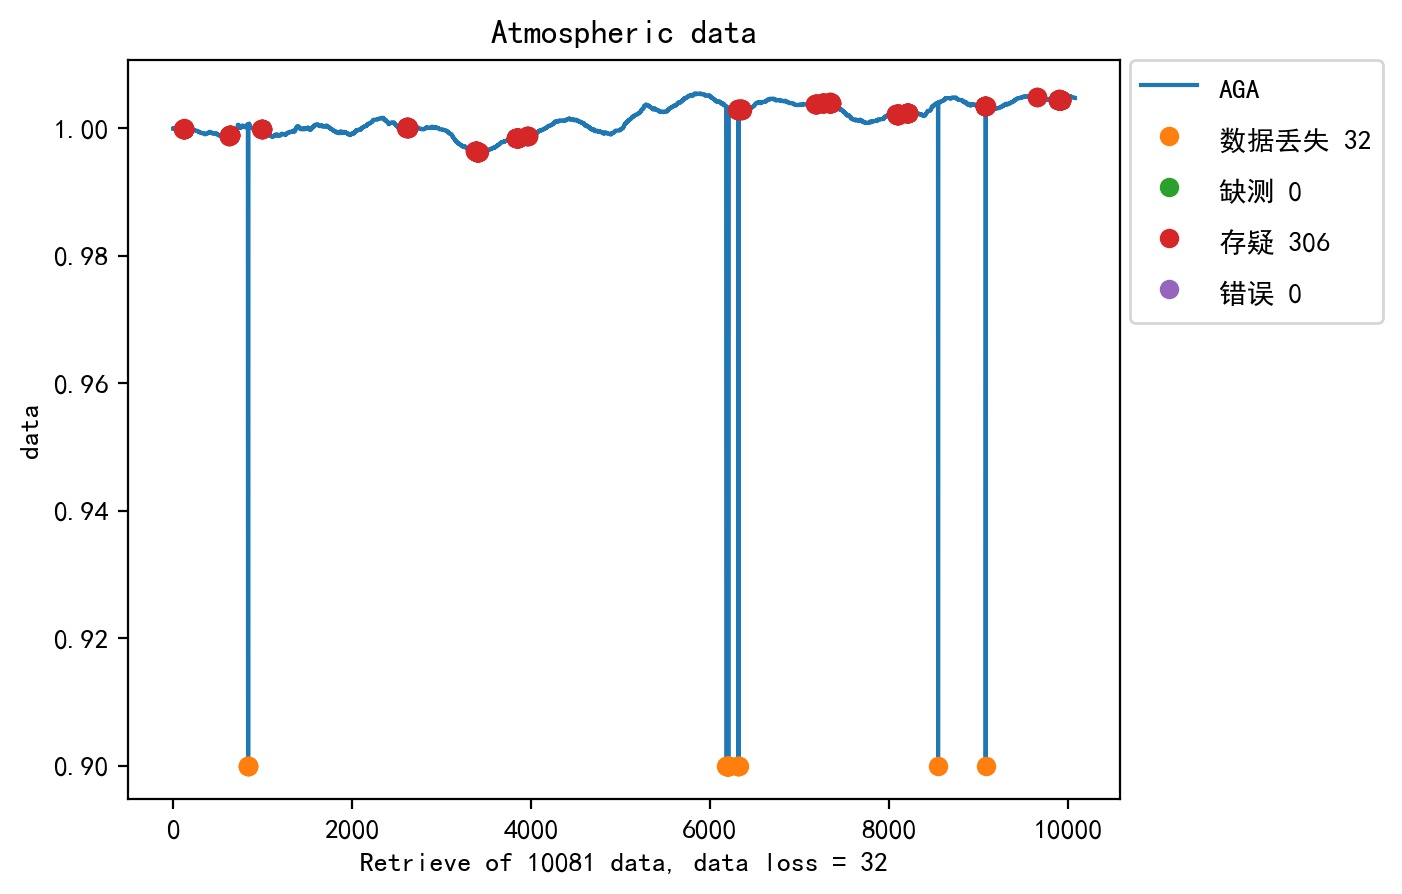 Atmospheric data
AGA
数据丢失 32
缺测 0
存疑 306
错误 0
1.00
0.98
0.96
0.94
0.92
0.90
data
0 2000 4000 6000 8000 10000
Retrieve of 10081 data, data loss = 32